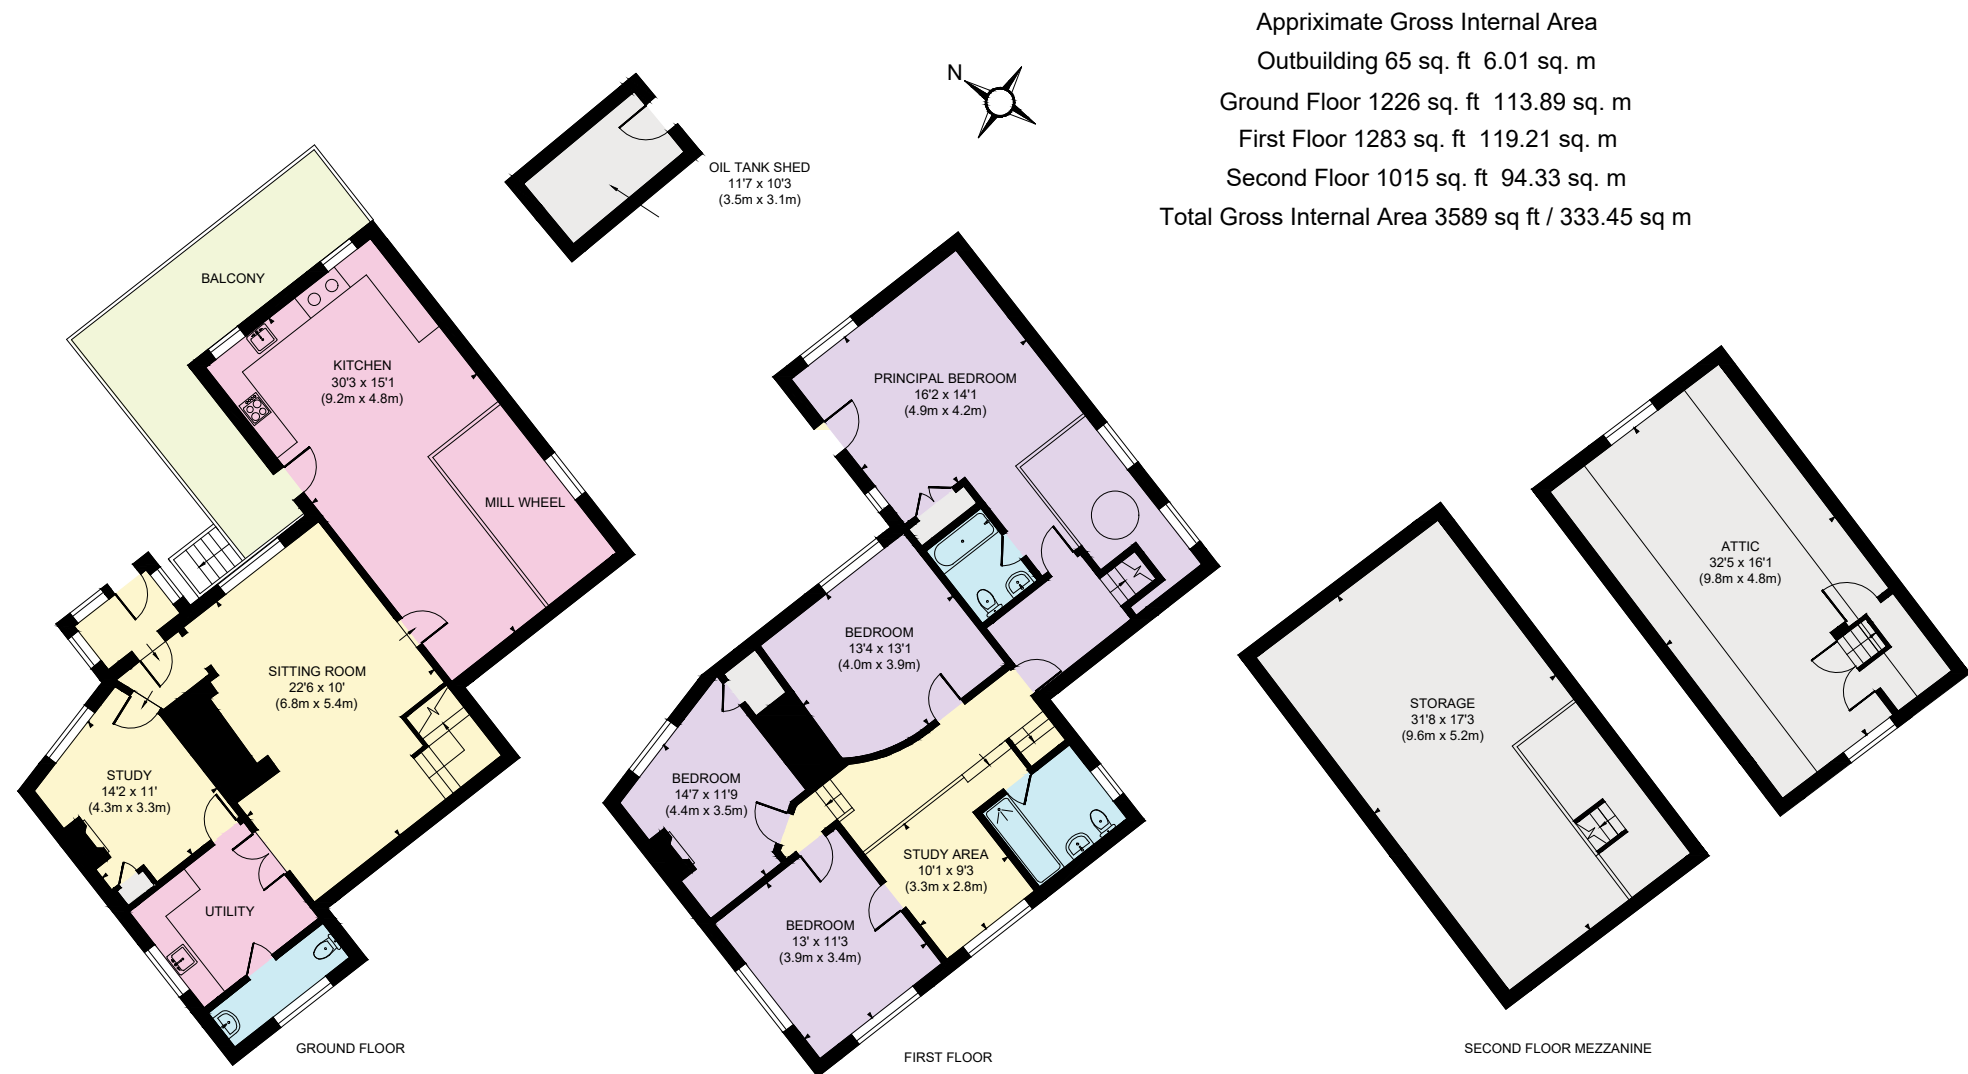 Appriximate Gross Internal Area
Outbuilding 65 sq. ft 6.01 sq. m
Ground Floor 1226 sq. ft 113.89 sq. m
First Floor 1283 sq. ft 119.21 sq. m
Second Floor 1015 sq. ft 94.33 sq. m
Total Gross Internal Area 3589 sq ft / 333.45 sq m
N
OIL TANK SHED
11'7 x 10'3
(3.5m x 3.1m)
BALCONY
KITCHEN
30'3 x 15'1
(9.2m x 4.8m)
MILL WHEEL
SITTING ROOM
22'6 x 10'
(6.8m x 5.4m)
STUDY
14'2 x 11'
(4.3m x 3.3m)
UTILITY
GROUND FLOOR
PRINCIPAL BEDROOM
16'2 x 14'1
(4.9m x 4.2m)
BEDROOM
13'4 x 13'1
(4.0m x 3.9m)
BEDROOM
14'7 x 11'9
(4.4m x 3.5m)
STUDY AREA
10'1 x 9'3
(3.3m x 2.8m)
BEDROOM
13' x 11'3
(3.9m x 3.4m)
FIRST FLOOR
ATTIC
32'5 x 16'1
(9.8m x 4.8m)
STORAGE
31'8 x 17'3
(9.6m x 5.2m)
SECOND FLOOR MEZZANINE